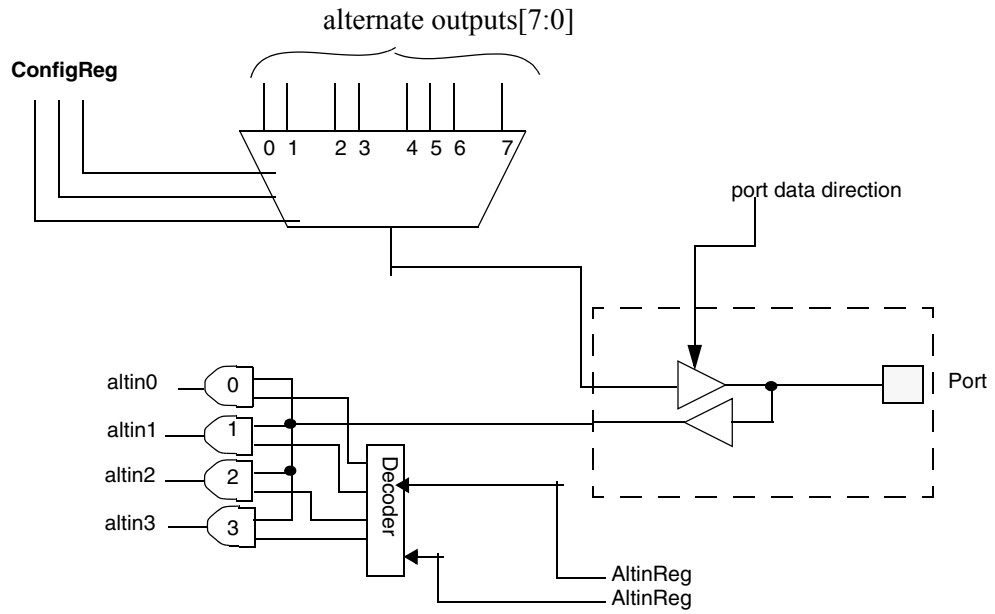 alternate outputs[7:0]
ConfigReg
0 1 2 3 4 5 6 7
port data direction
altin0
0
Port
altin1
1
altin2
2
Decoder
altin3
3
AltinReg
AltinReg